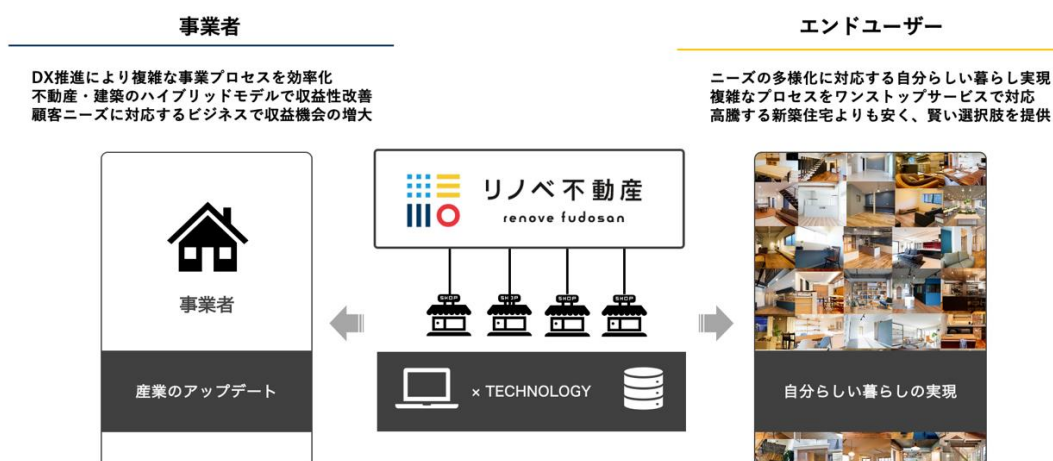 事業者
エンドユーザー
DX推進により複雑な事業プロセスを効率化
不動産・建築のハイブリッドモデルで収益性改善
顧客ニーズに対応するビジネスで収益機会の増大
ニーズの多様化に対応する自分らしい暮らし実現
複雑なプロセスをワンストップサービスで対応
高騰する新築住宅よりも安く、賢い選択肢を提供
リノベ不動産
renove fudosan
事業者
SHOP
SHOP
SHOP
SHOP
産業のアップデート
× TECHNOLOGY
自分らしい暮らしの実現